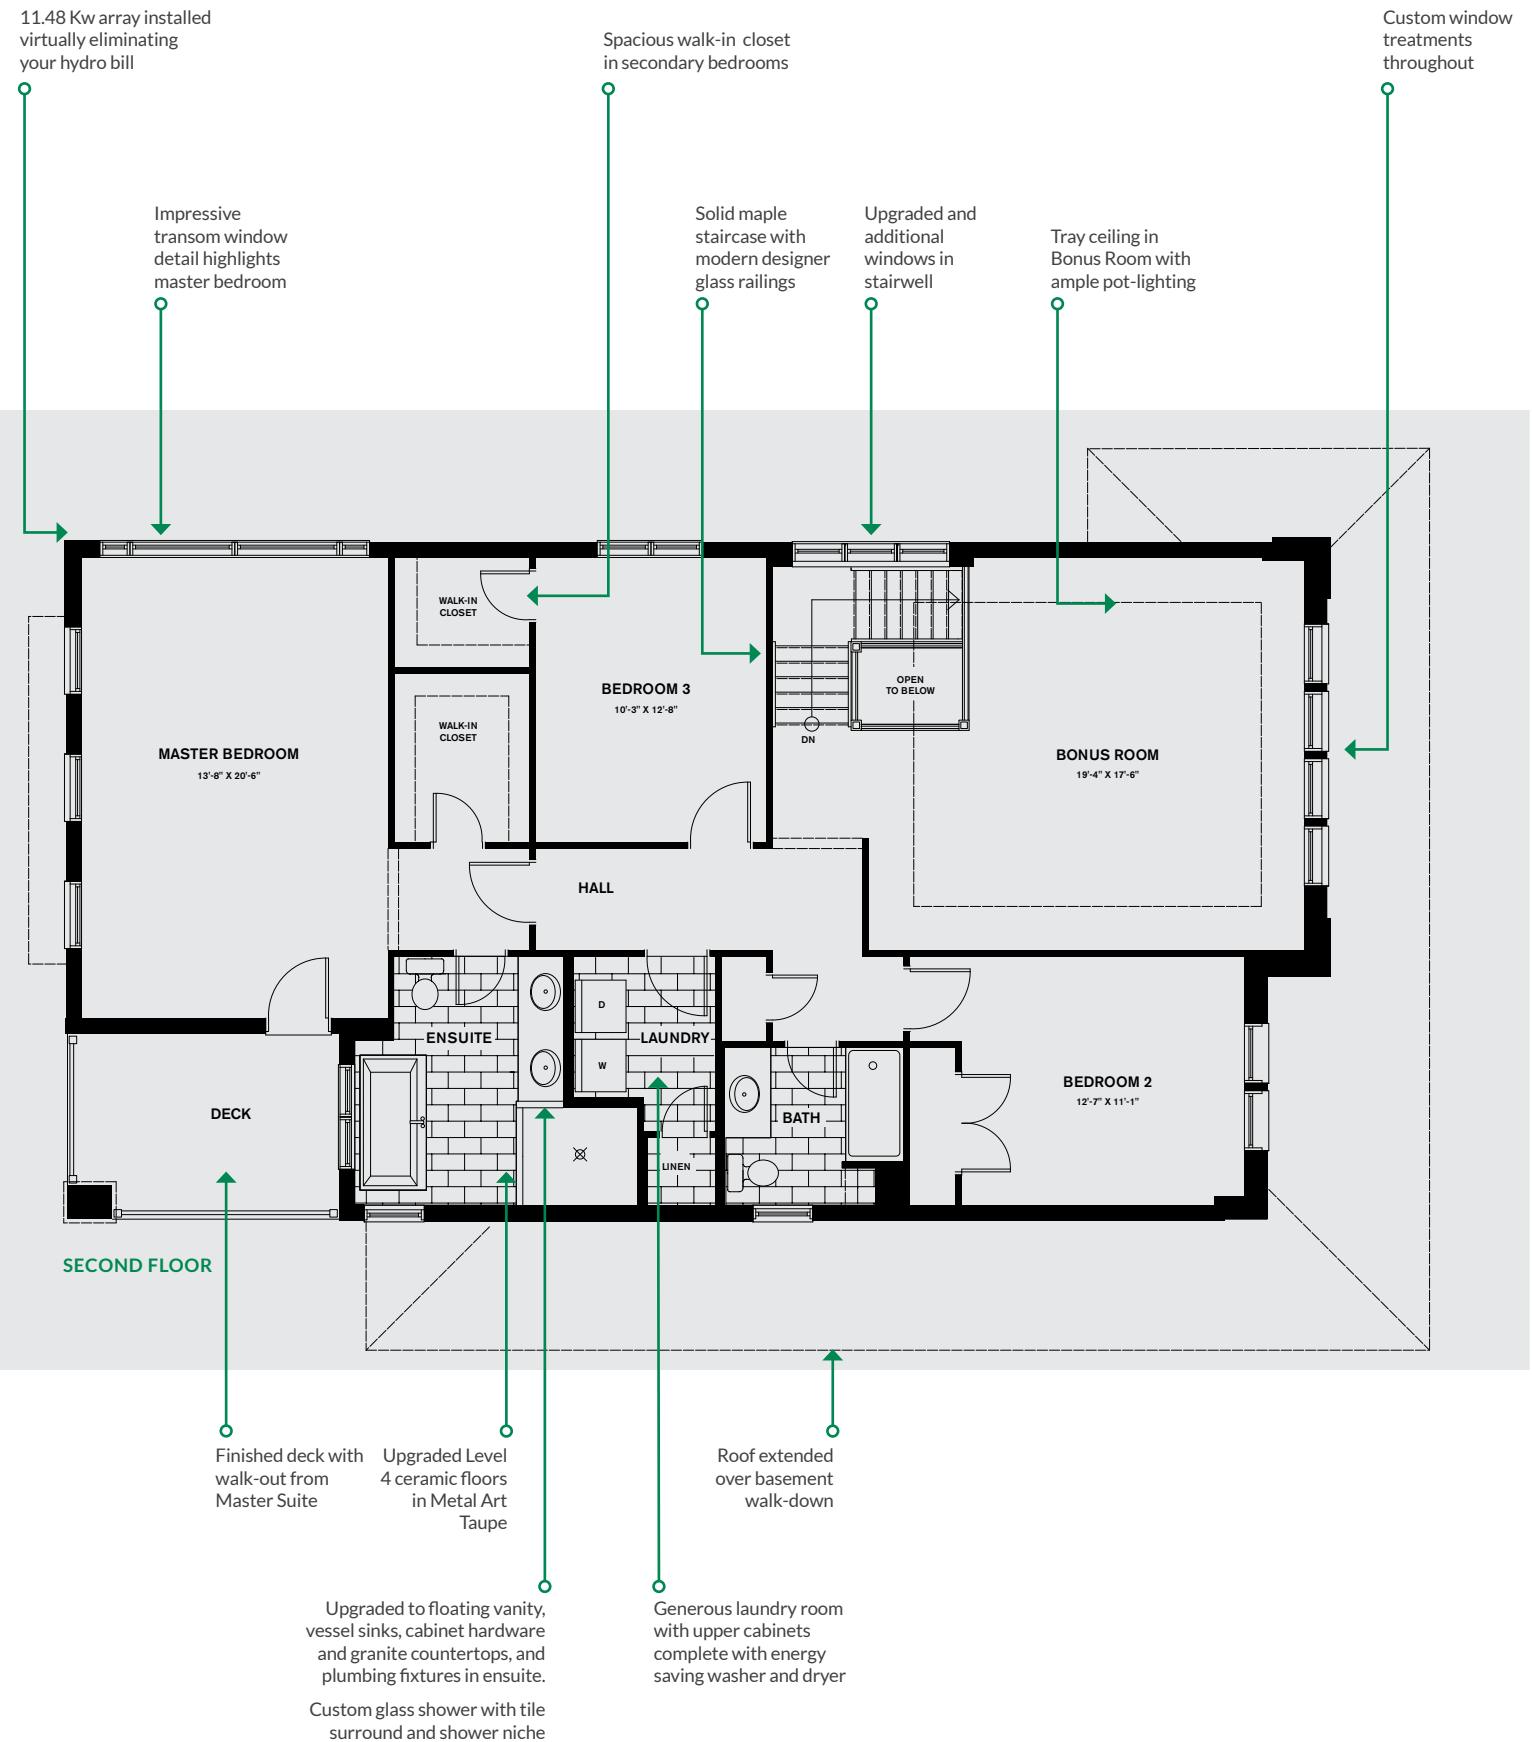 11.48 Kw array installed
virtually eliminating
your hydro bill
Spacious walk-in closet
in secondary bedrooms
Custom window
treatments
throughout
Impressive
transom window
detail highlights
master bedroom
Solid maple
staircase with
modern designer
glass railings
Upgraded and
additional
windows in
stairwell
Tray ceiling in
Bonus Room with
ample pot-lighting
WALK-IN
CLOSET
WALK-IN
CLOSET
BEDROOM 3
10'-3" X 12'-8"
OPEN
TO BELOW
DN
MASTER BEDROOM
13'-8" X 20'-6"
BONUS ROOM
19'-4" X 17'-6"
HALL
D
W
ENSUITE
LAUNDRY
DECK
BATH
BEDROOM 2
12'-7" X 11'-1"
LINEN
SECOND FLOOR
Finished deck with
walk-out from
Master Suite
Upgraded Level
4 ceramic floors
in Metal Art
Taupe
Roof extended
over basement
walk-down
Upgraded to floating vanity,
vessel sinks, cabinet hardware
and granite countertops, and
plumbing fixtures in ensuite.
Custom glass shower with tile
surround and shower niche
Generous laundry room
with upper cabinets
complete with energy
saving washer and dryer